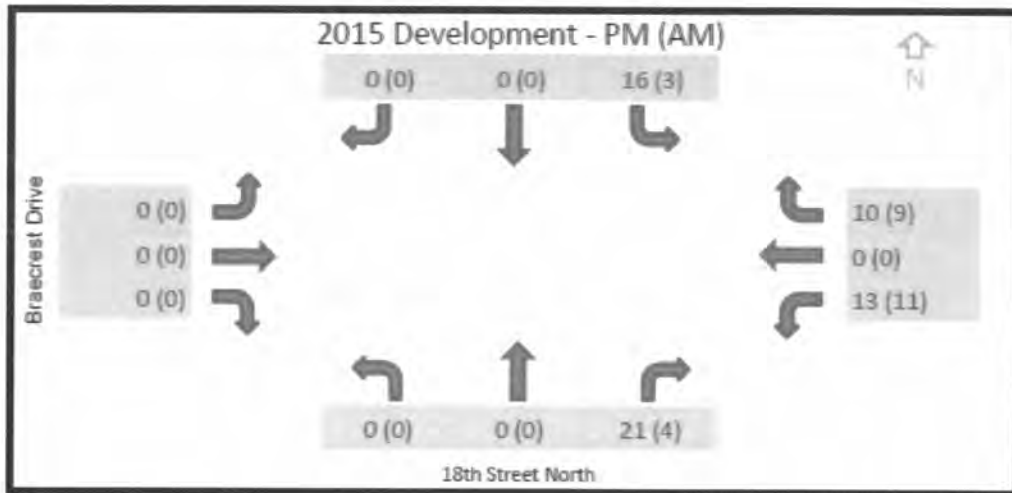 2015 Development - PM (AM)
0 (0) 0 (0) 16 (3)
N
Braecrest Drive
0 (0)
0 (0)
0 (0)
10 (9)
0 (0)
13 (11)
0 (0) 0 (0) 21 (4)
18th Street North